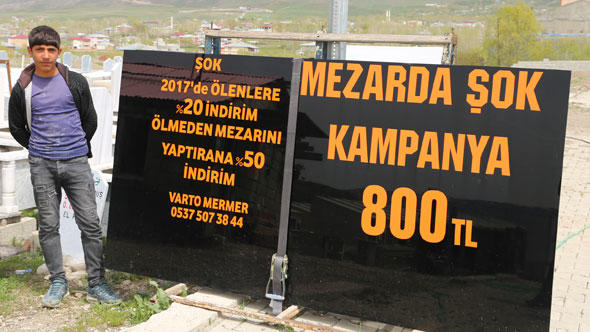 ŞOK
2017'de ÖLENLERE
%20 İNDİRİM
ÖLMEDEN MEZARINI
YAPTIRANA %50
İNDİRİM
VARTO MERMER
0537 507 38 44
MEZARDA ŞOK
KAMPANYA
800 TL